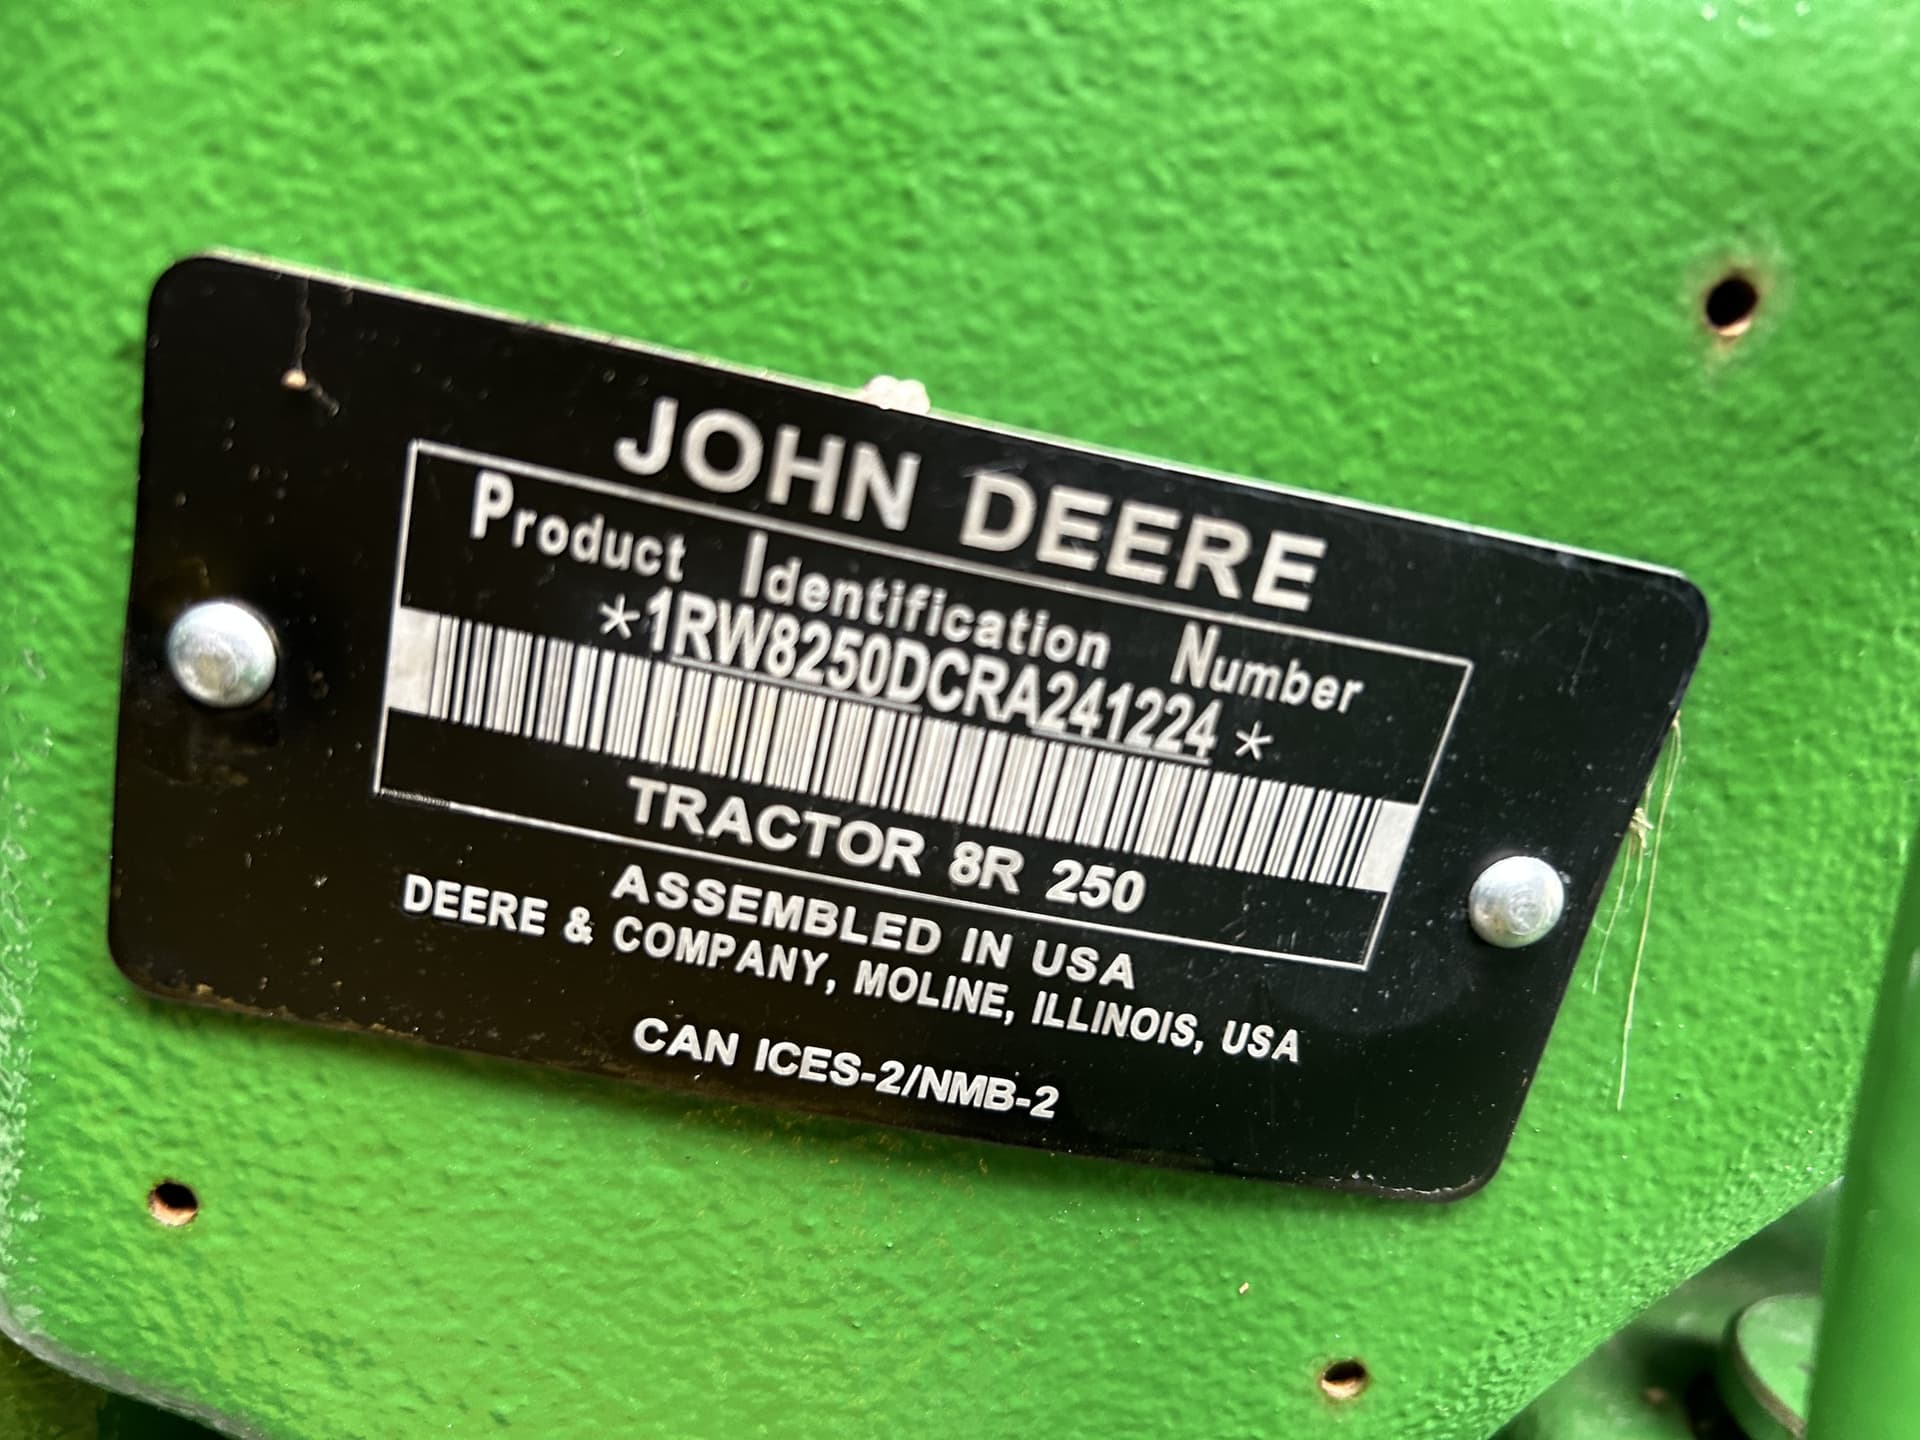 JOHN DEERE
Product Identification Number
*1RW8250DCRA241224*
TRACTOR 8R 250
ASSEMBLED IN USA
DEERE & COMPANY, MOLINE, ILLINOIS, USA
CAN ICES-2/NMB-2